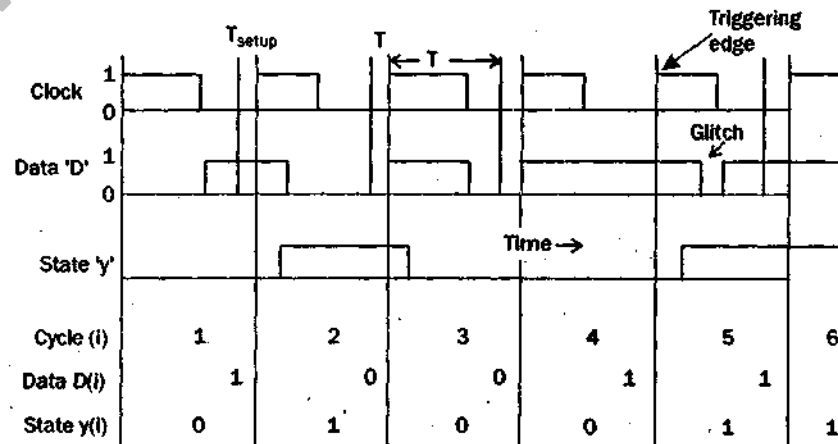 Triggering
edge
T_setup
T
T
Clock
1
0
Glitch
Data 'D'
1
0
Time →
State 'y'
Cycle (i) 1 2 3 4 5 6
Data D(i) 1 0 0 1 1
State y(i) 0 1 0 0 1 1